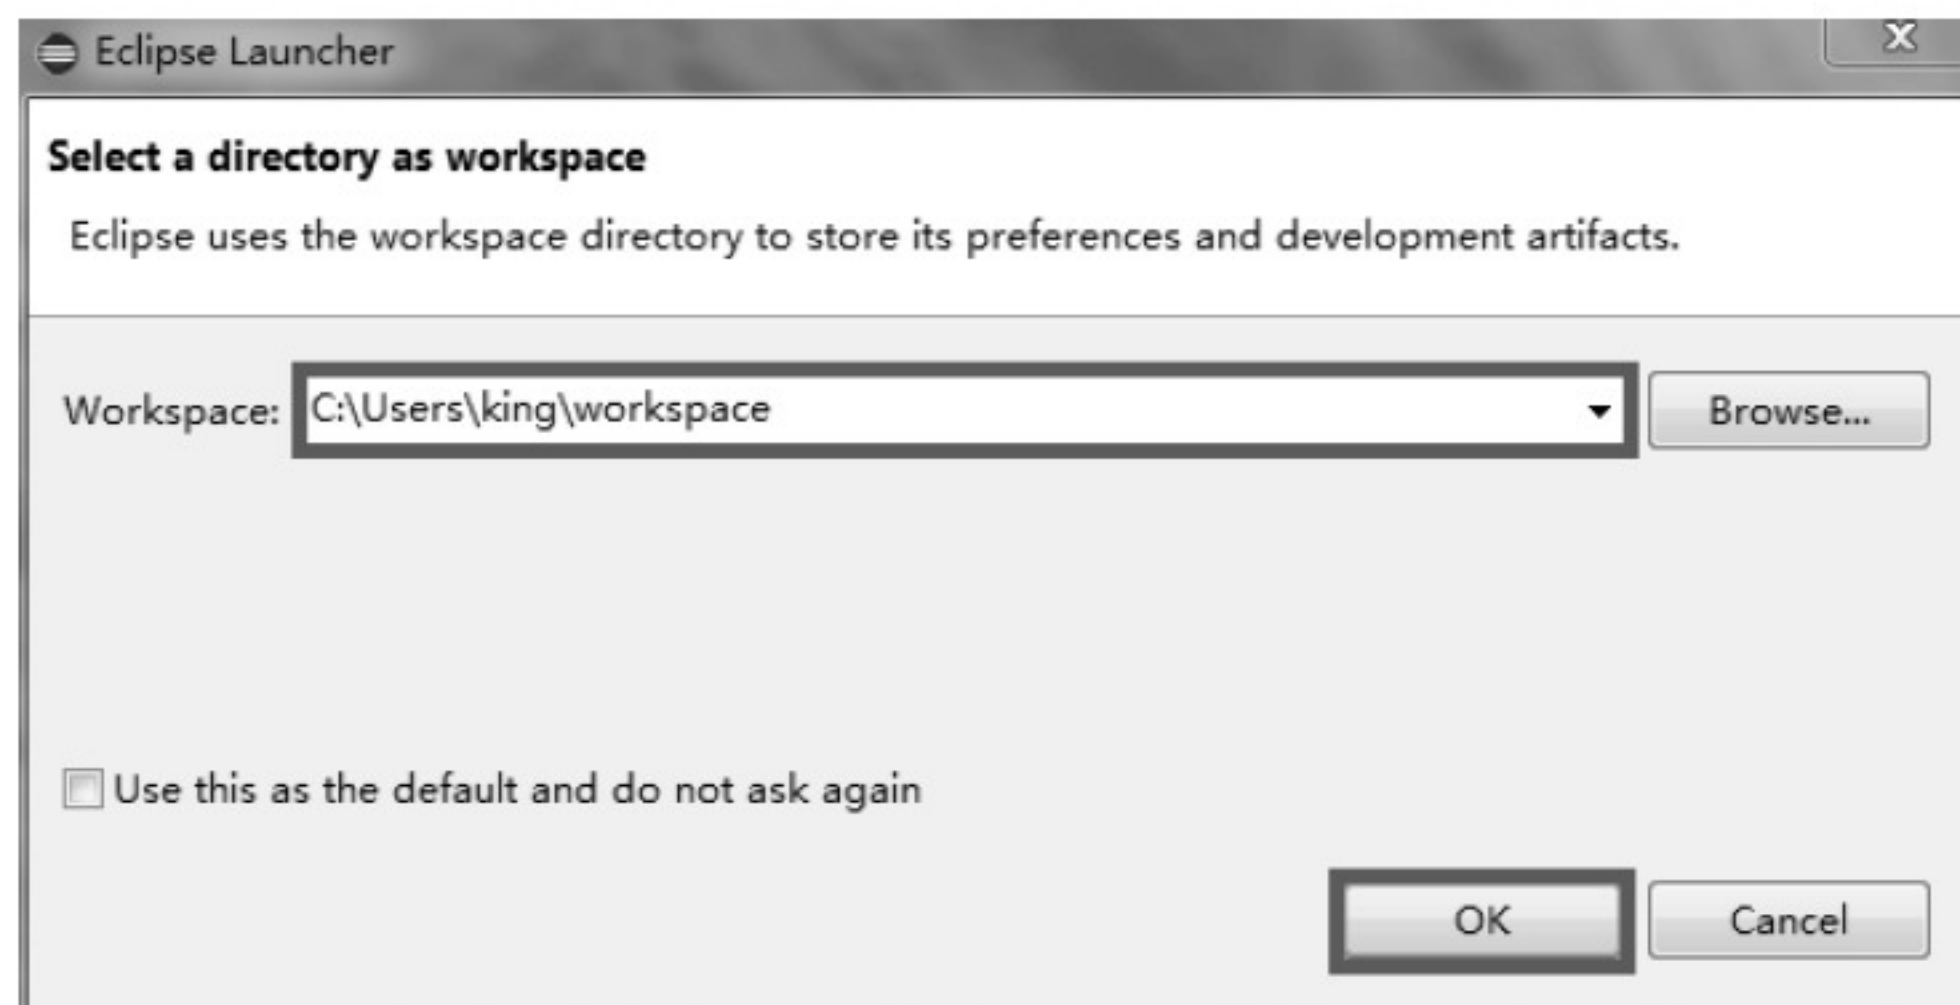 Eclipse Launcher
Select a directory as workspace
Eclipse uses the workspace directory to store its preferences and development artifacts.
Workspace: C:\Users\king\workspace Browse...
Use this as the default and do not ask again
OK Cancel